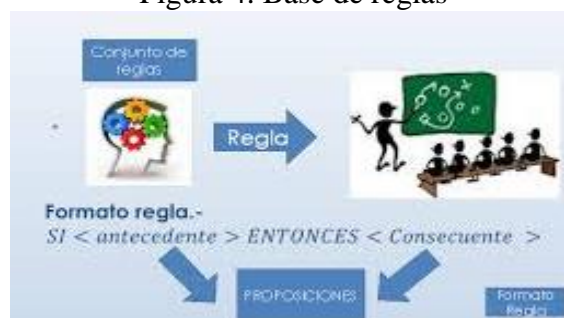 Figura 4. Base de reglas
Conjunto de
reglas
Regla
Formato regla.-
SI < antecedente > ENTONCES < Consecuente >
PROPOSICIONES
Formato
Regla